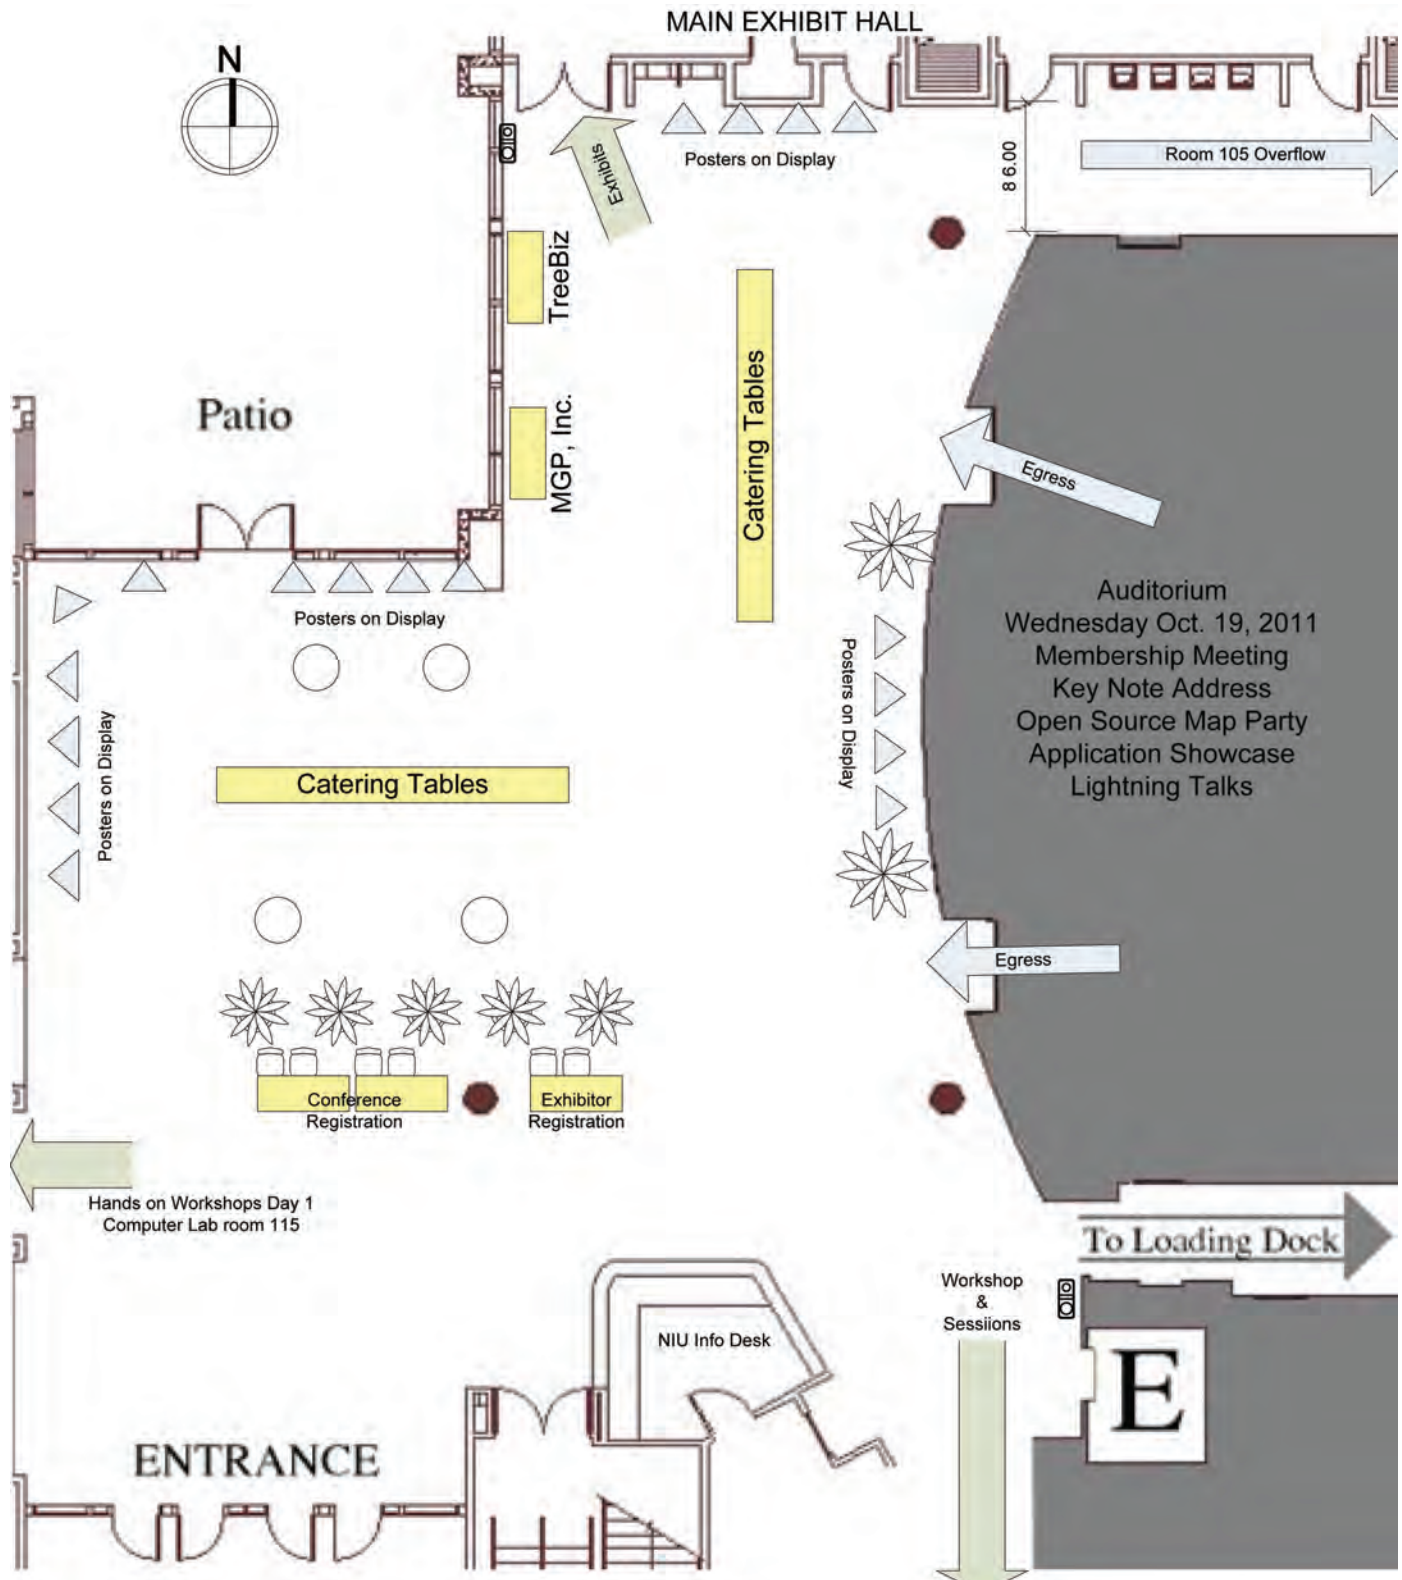 MAIN EXHIBIT HALL
N
Exhibits
Posters on Display
8 6.00
Room 105 Overflow
TreeBiz
MGP, Inc.
Patio
Catering Tables
Egress
Posters on Display
Posters on Display
Catering Tables
Posters on Display
Auditorium
Wednesday Oct. 19, 2011
Membership Meeting
Key Note Address
Open Source Map Party
Application Showcase
Lightning Talks
Egress
Conference
Registration
Exhibitor
Registration
Hands on Workshops Day 1
Computer Lab room 115
To Loading Dock
Workshop
&
Sessiions
NIU Info Desk
E
ENTRANCE